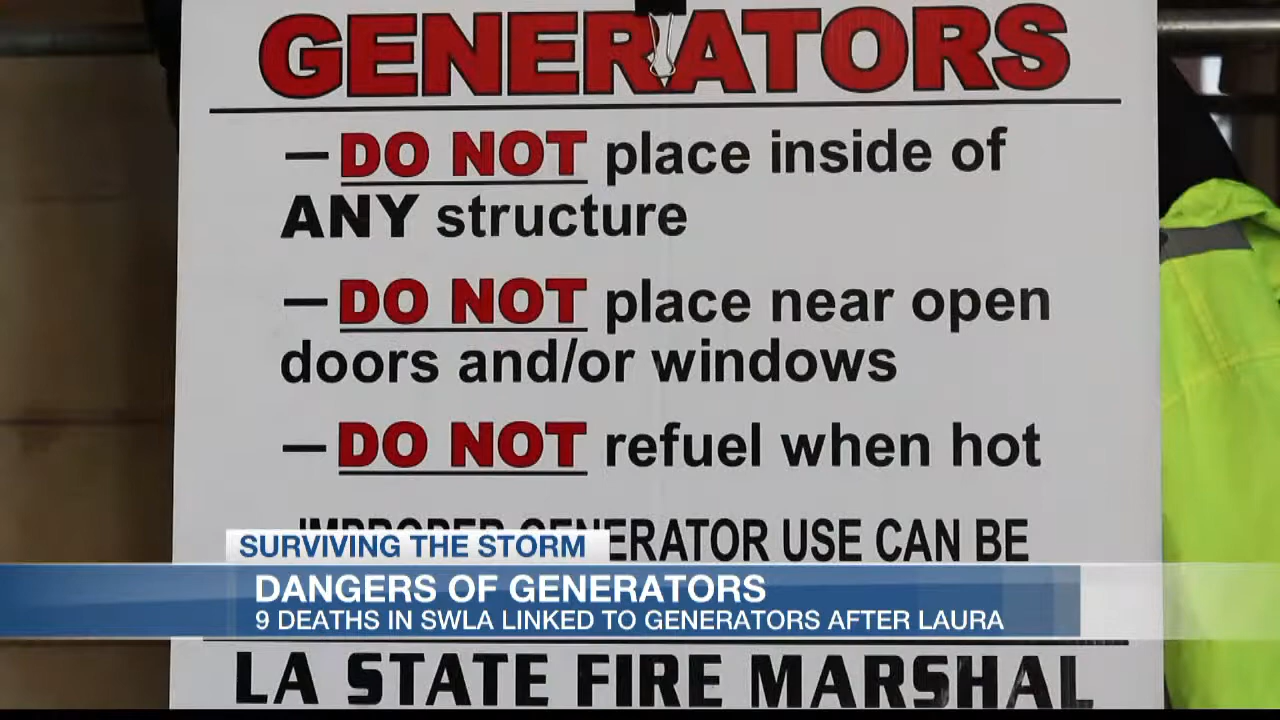 GENERATORS
— DO NOT place inside of
ANY structure
— DO NOT place near open
doors and/or windows
— DO NOT refuel when hot
IMPROPER GENERATOR USE CAN BE
SURVIVING THE STORM
DANGERS OF GENERATORS
9 DEATHS IN SWLA LINKED TO GENERATORS AFTER LAURA
LA STATE FIRE MARSHAL